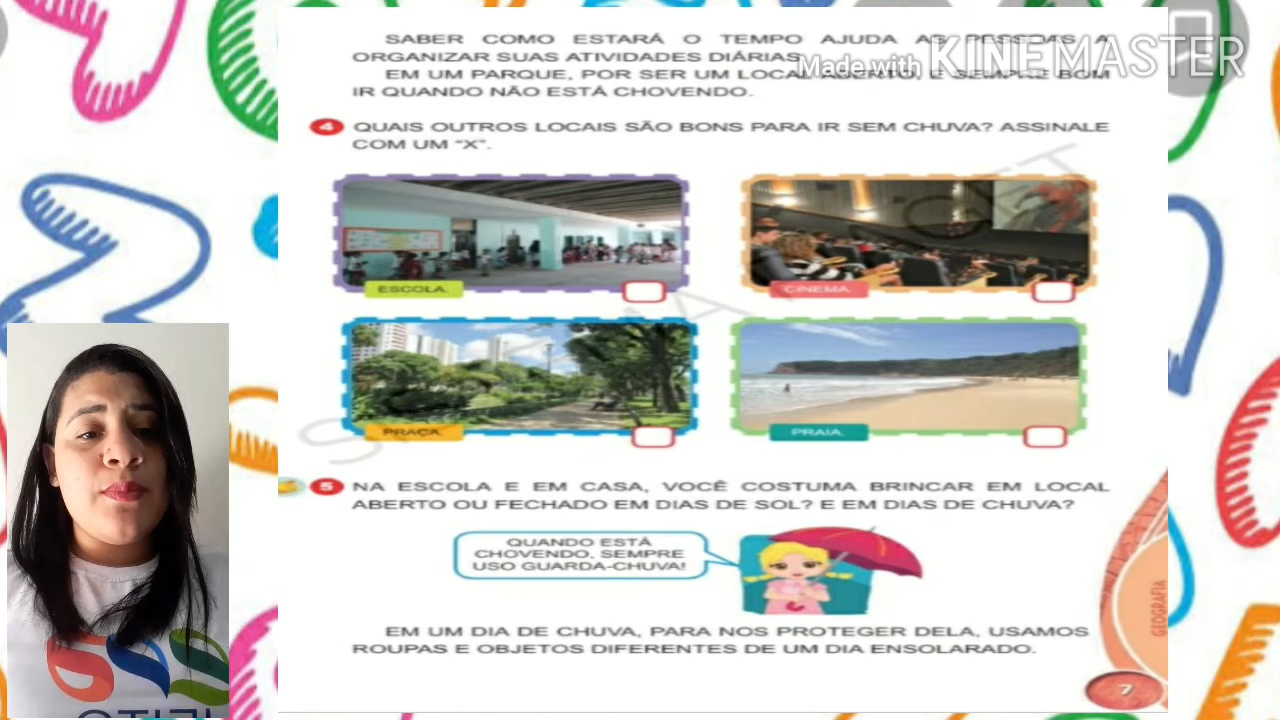 SABER COMO ESTARÁ O TEMPO AJUDA AS PESSOAS A
ORGANIZAR SUAS ATIVIDADES DIÁRIAS.
Made with KINEMASTER
EM UM PARQUE, POR SER UM LOCAL ABERTO, É SEMPRE BOM
IR QUANDO NÃO ESTÁ CHOVENDO.
4 QUAIS OUTROS LOCAIS SÃO BONS PARA IR SEM CHUVA? ASSINALE
COM UM "X".
ESCOLA.
CINEMA.
PRAÇA.
PRAIA.
5 NA ESCOLA E EM CASA, VOCÊ COSTUMA BRINCAR EM LOCAL
ABERTO OU FECHADO EM DIAS DE SOL? E EM DIAS DE CHUVA?
QUANDO ESTÁ
CHOVENDO, SEMPRE
USO GUARDA-CHUVA!
EM UM DIA DE CHUVA, PARA NOS PROTEGER DELA, USAMOS
ROUPAS E OBJETOS DIFERENTES DE UM DIA ENSOLARADO.
GEOGRAFIA
7